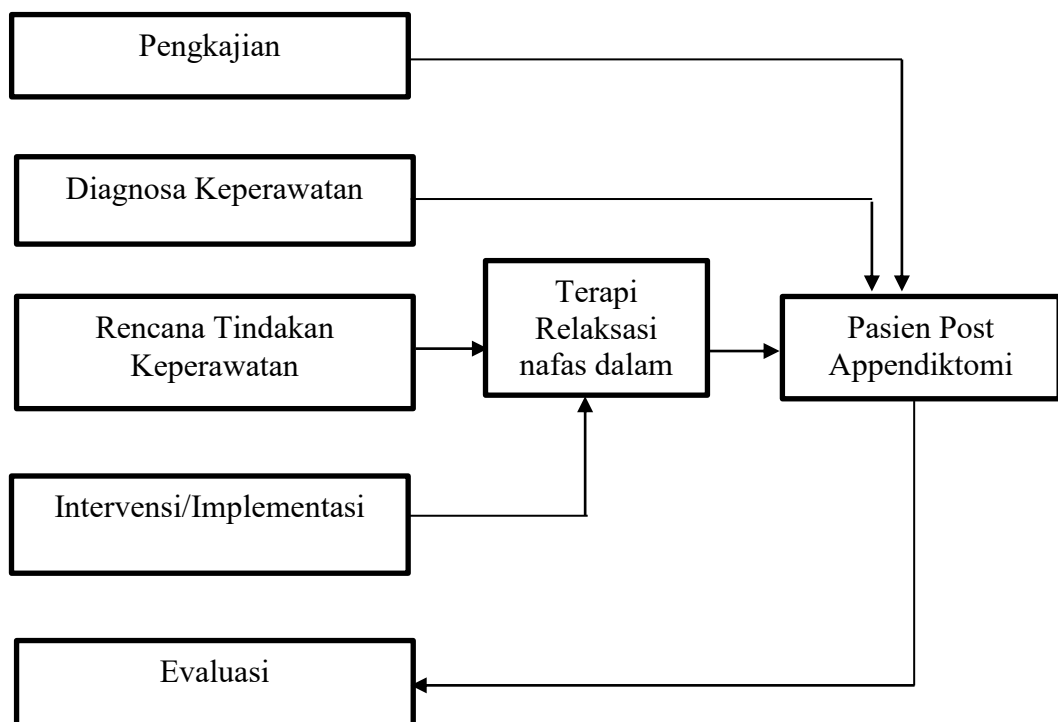 Pengkajian
Diagnosa Keperawatan
Rencana Tindakan
Keperawatan
Terapi
Relaksasi
nafas dalam
Pasien Post
Appendiktomi
Intervensi/Implementasi
Evaluasi